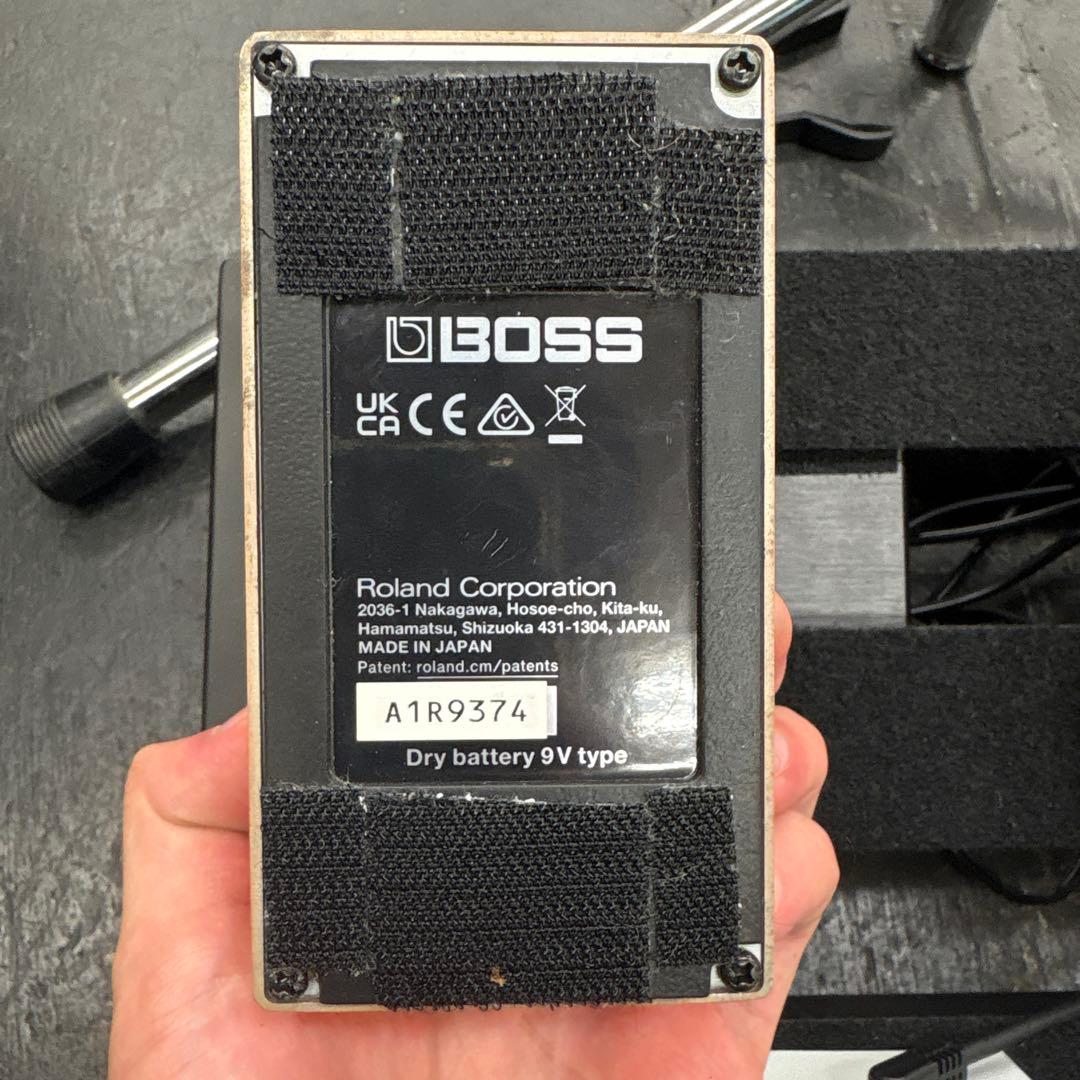 BOSS
UK
CA CE
Roland Corporation
2036-1 Nakagawa, Hosoe-cho, Kita-ku,
Hamamatsu, Shizuoka 431-1304, JAPAN
MADE IN JAPAN
Patent: roland.cm/patents
A1R9374
Dry battery 9V type